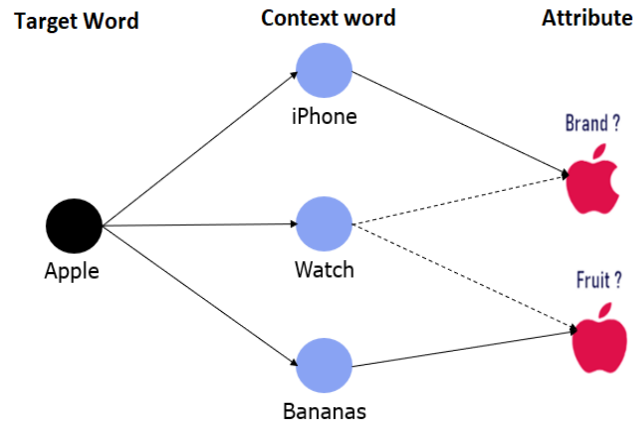 Target Word
Context word
Attribute
iPhone
Brand ?
Apple
Watch
Fruit ?
Bananas